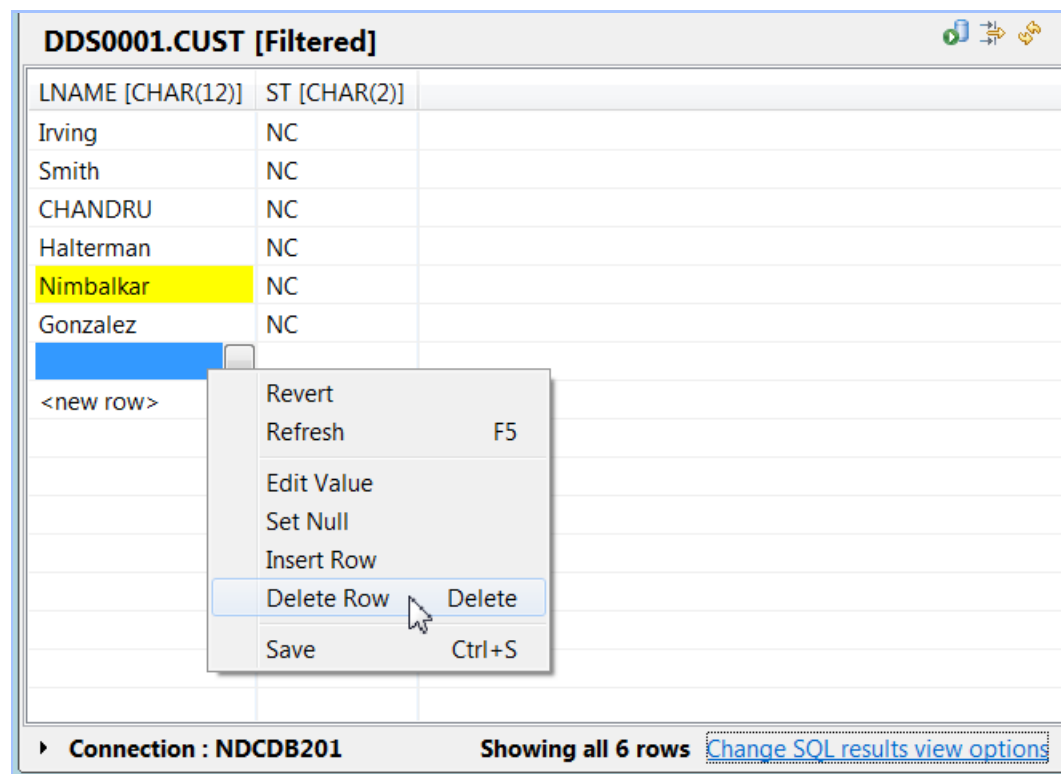 DDS0001.CUST [Filtered]
LNAME [CHAR(12)] ST [CHAR(2)]
Irving NC
Smith NC
CHANDRU NC
Halterman NC
Nimbalkar NC
Gonzalez NC
<new row>
Revert
Refresh F5
Edit Value
Set Null
Insert Row
Delete Row Delete
Save Ctrl+S
Connection : NDCDB201 Showing all 6 rows Change SQL results view options